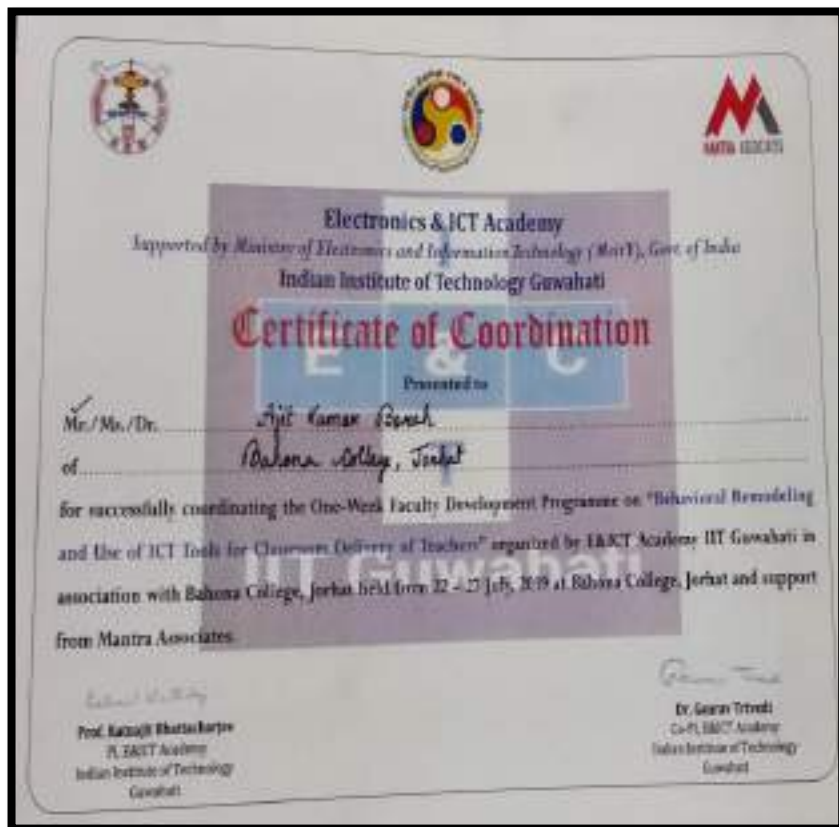 MANTRA
Electronics & ICT Academy
Supported by Ministry of Electronics and Information Technology (MeitY), Govt. of India
Indian Institute of Technology Guwahati
Certificate of Coordination
E & C
Presented to
Mr./Ms./Dr. Ajit Kumar Borah
of Bahona College, Jorhat
for successfully coordinating the One-Week Faculty Development Programme on "Behavioral Remodeling
and Use of ICT Tools for Classroom Delivery of Teachers" organized by E&ICT Academy IIT Guwahati in
IIT Guwahati
association with Bahona College, Jorhat held from 22 – 27 July, 2019 at Bahona College, Jorhat and support
from Mantra Associates.
Prof. Ratnajit Bhattacharjee
PI, E&ICT Academy
Indian Institute of Technology
Guwahati
Dr. Gaurav Trivedi
Co-PI, E&ICT Academy
Indian Institute of Technology
Guwahati